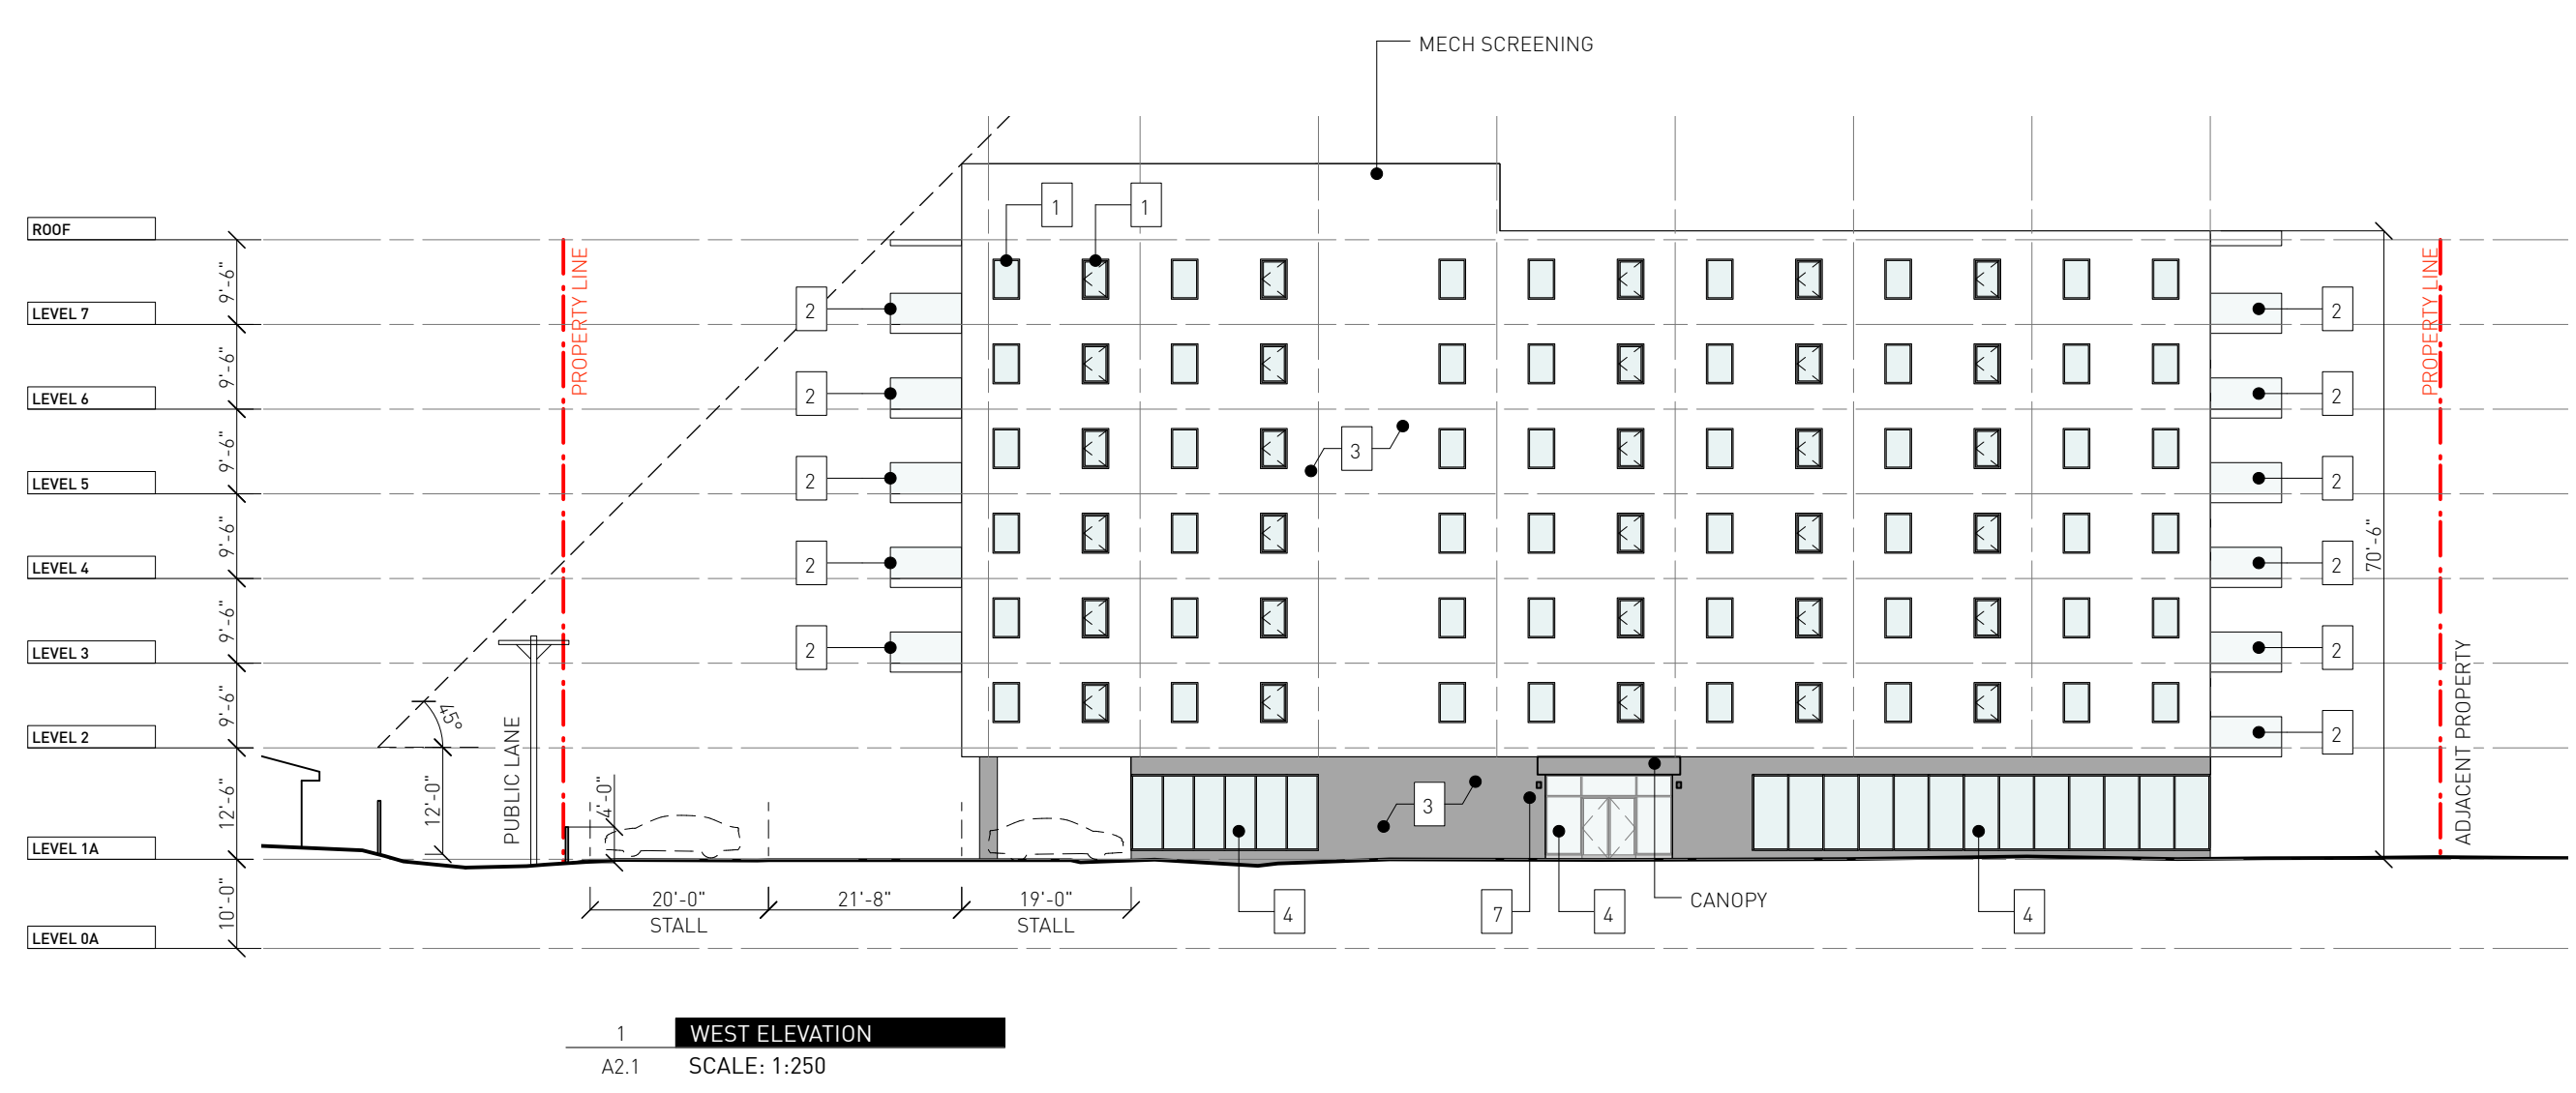 MECH SCREENING
1
1
ROOF
9'-6"
PROPERTY LINE
PROPERTY LINE
LEVEL 7
2
2
9'-6"
LEVEL 6
2
2
9'-6"
3
LEVEL 5
2
2
9'-6"
70'-6"
LEVEL 4
2
2
9'-6"
LEVEL 3
2
2
9'-6"
45°
LEVEL 2
2
PUBLIC LANE
ADJACENT PROPERTY
12'-6"
12'-0"
4'-0"
3
LEVEL 1A
10'-0"
20'-0"
STALL
21'-8"
19'-0"
STALL
4
7
4
CANOPY
4
LEVEL 0A
1
WEST ELEVATION
A2.1
SCALE: 1:250